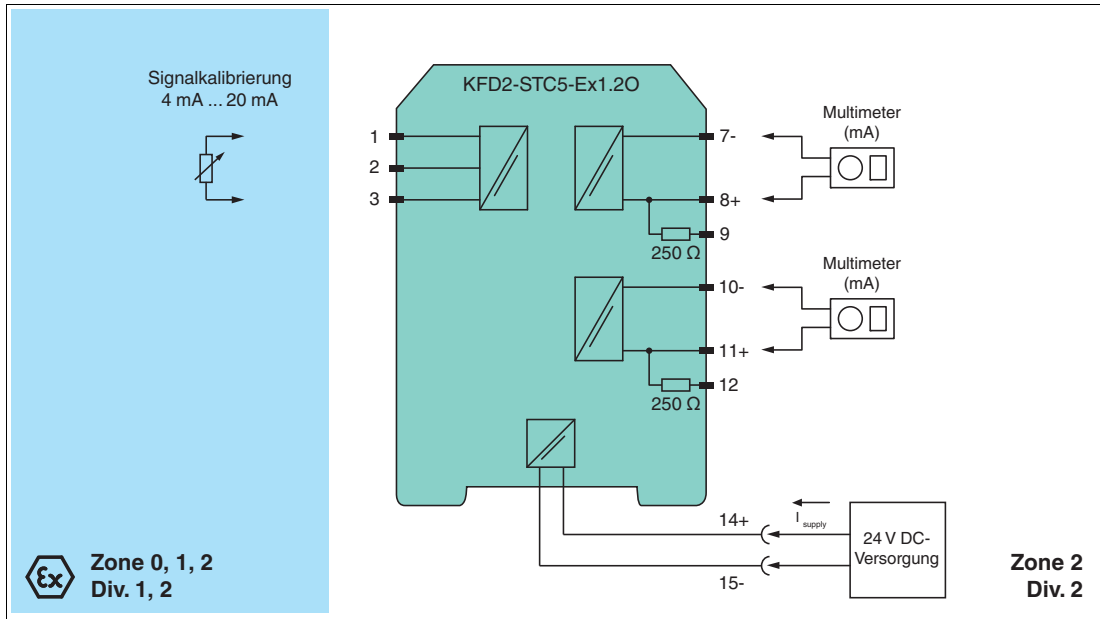 Signalkalibrierung
4 mA ... 20 mA
KFD2-STC5-Ex1.2O
1
2
3
7-
8+
9
250 Ω
10-
11+
12
250 Ω
Multimeter
(mA)
Multimeter
(mA)
14+
15-
I supply
24 V DC-
Versorgung
Ex
Zone 0, 1, 2
Div. 1, 2
Zone 2
Div. 2